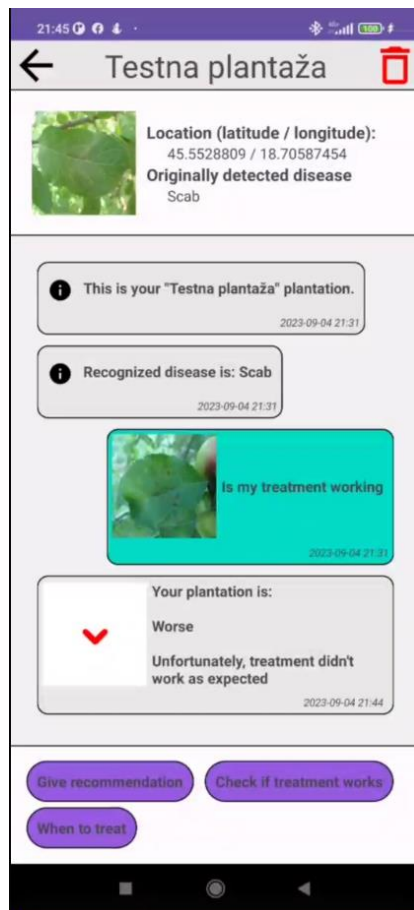 21:45
100
Testna plantaža
Location (latitude / longitude):
45.5528809 / 18.70587454
Originally detected disease
Scab
This is your "Testna plantaža" plantation.
2023-09-04 21:31
Recognized disease is: Scab
2023-09-04 21:31
Is my treatment working
2023-09-04 21:31
Your plantation is:
Worse
Unfortunately, treatment didn't
work as expected
2023-09-04 21:44
Give recommendation
Check if treatment works
When to treat